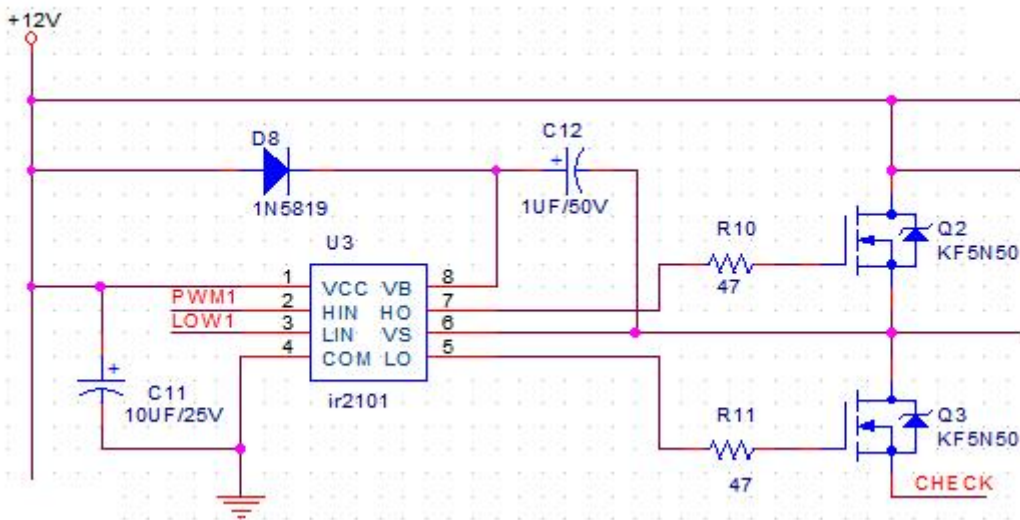 +12V
D8
1N5819
C12
+
1UF/50V
U3
R10
47
Q2
KF5N50
1
VCC
VB
8
PWM1
2
HIN
HO
7
LOW1
3
LIN
VS
6
4
COM
LO
5
ir2101
+
C11
10UF/25V
R11
47
Q3
KF5N50
CHECK